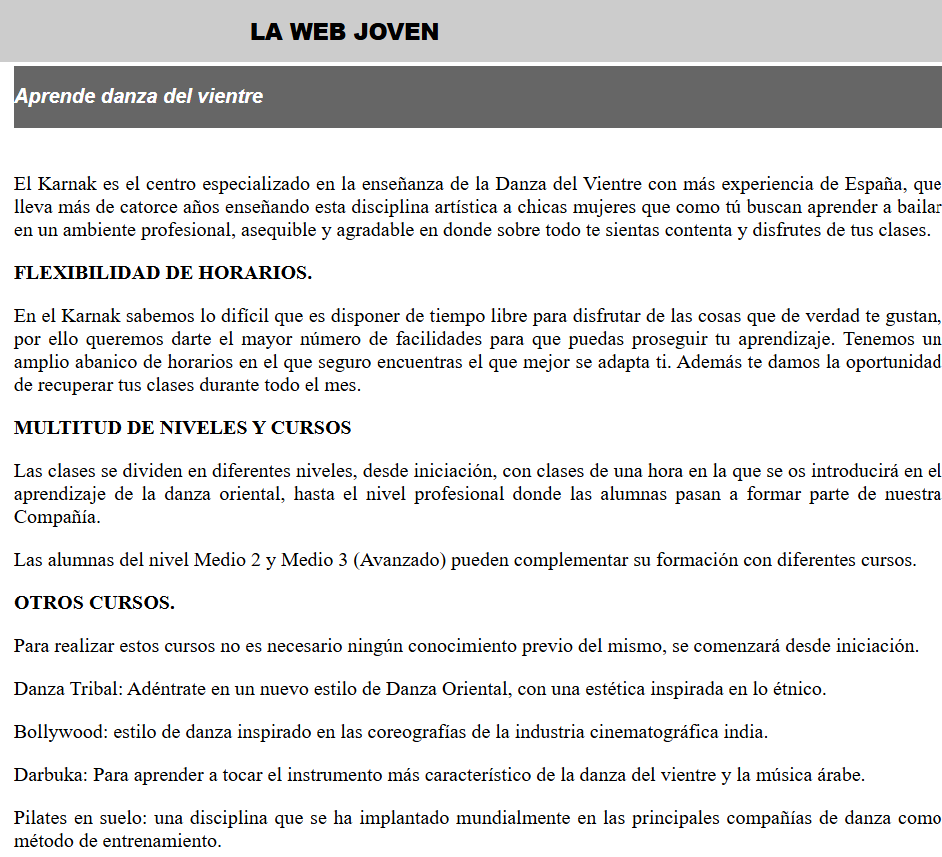 LA WEB JOVEN
Aprende danza del vientre
El Karnak es el centro especializado en la enseñanza de la Danza del Vientre con más experiencia de España, que
lleva más de catorce años enseñando esta disciplina artística a chicas mujeres que como tú buscan aprender a bailar
en un ambiente profesional, asequible y agradable en donde sobre todo te sientas contenta y disfrutes de tus clases.
FLEXIBILIDAD DE HORARIOS.
En el Karnak sabemos lo difícil que es disponer de tiempo libre para disfrutar de las cosas que de verdad te gustan,
por ello queremos darte el mayor número de facilidades para que puedas proseguir tu aprendizaje. Tenemos un
amplio abanico de horarios en el que seguro encuentras el que mejor se adapta ti. Además te damos la oportunidad
de recuperar tus clases durante todo el mes.
MULTITUD DE NIVELES Y CURSOS
Las clases se dividen en diferentes niveles, desde iniciación, con clases de una hora en la que se os introducirá en el
aprendizaje de la danza oriental, hasta el nivel profesional donde las alumnas pasan a formar parte de nuestra
Compañía.
Las alumnas del nivel Medio 2 y Medio 3 (Avanzado) pueden complementar su formación con diferentes cursos.
OTROS CURSOS.
Para realizar estos cursos no es necesario ningún conocimiento previo del mismo, se comenzará desde iniciación.
Danza Tribal: Adéntrate en un nuevo estilo de Danza Oriental, con una estética inspirada en lo étnico.
Bollywood: estilo de danza inspirado en las coreografías de la industria cinematográfica india.
Darbuka: Para aprender a tocar el instrumento más característico de la danza del vientre y la música árabe.
Pilates en suelo: una disciplina que se ha implantado mundialmente en las principales compañías de danza como
método de entrenamiento.